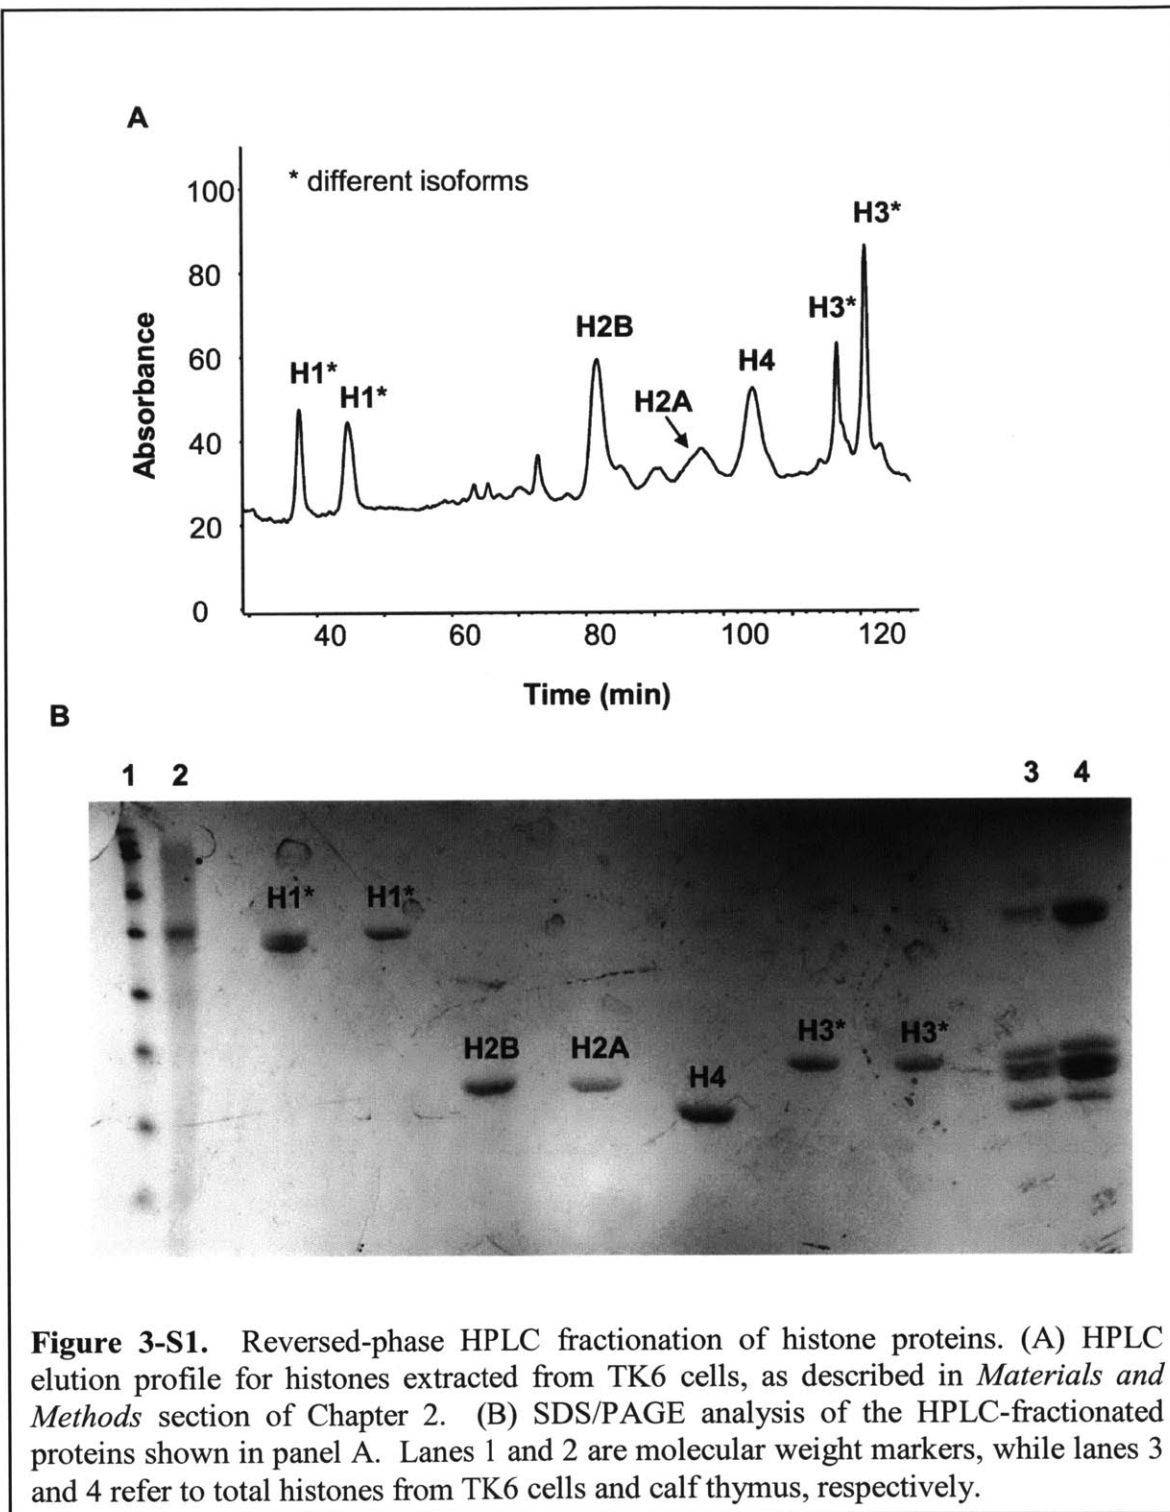 A
* different isoforms
100
80
60
40
20
0
Absorbance
H1*
H1*
H2B
H2A
H4
H3*
H3*
40 60 80 100 120
Time (min)
B
1 2 3 4
H1* H1*
H2B H2A H4 H3* H3*
Figure 3-S1. Reversed-phase HPLC fractionation of histone proteins. (A) HPLC
elution profile for histones extracted from TK6 cells, as described in Materials and
Methods section of Chapter 2. (B) SDS/PAGE analysis of the HPLC-fractionated
proteins shown in panel A. Lanes 1 and 2 are molecular weight markers, while lanes 3
and 4 refer to total histones from TK6 cells and calf thymus, respectively.